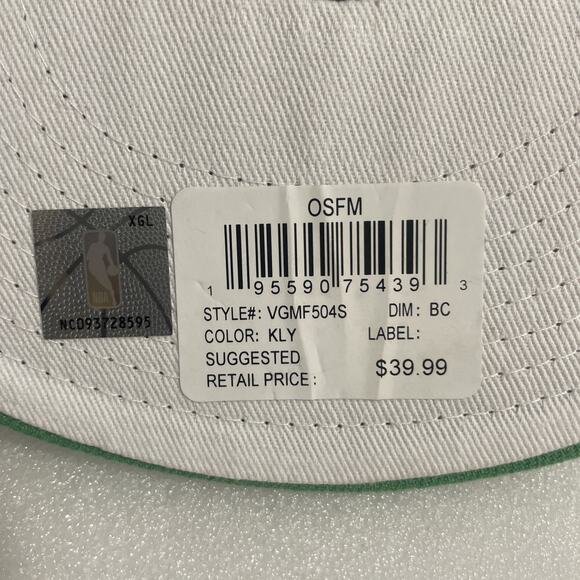 XGL
NBA
NCD93728595
OSFM
1 95590 75439 3
STYLE#: VGMF504S DIM: BC
COLOR: KLY LABEL:
SUGGESTED
RETAIL PRICE: $39.99